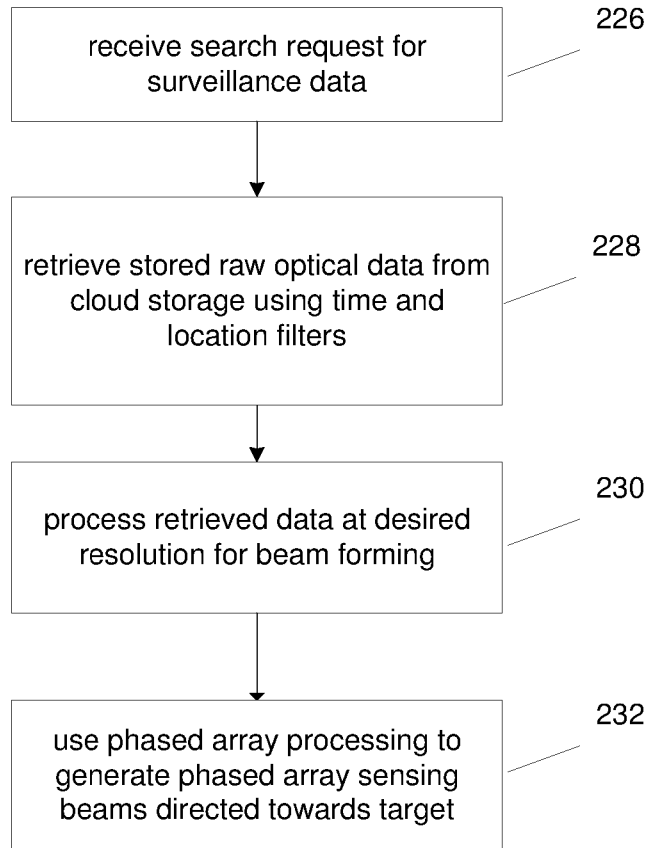 226
receive search request for
surveillance data
228
retrieve stored raw optical data from
cloud storage using time and
location filters
230
process retrieved data at desired
resolution for beam forming
232
use phased array processing to
generate phased array sensing
beams directed towards target